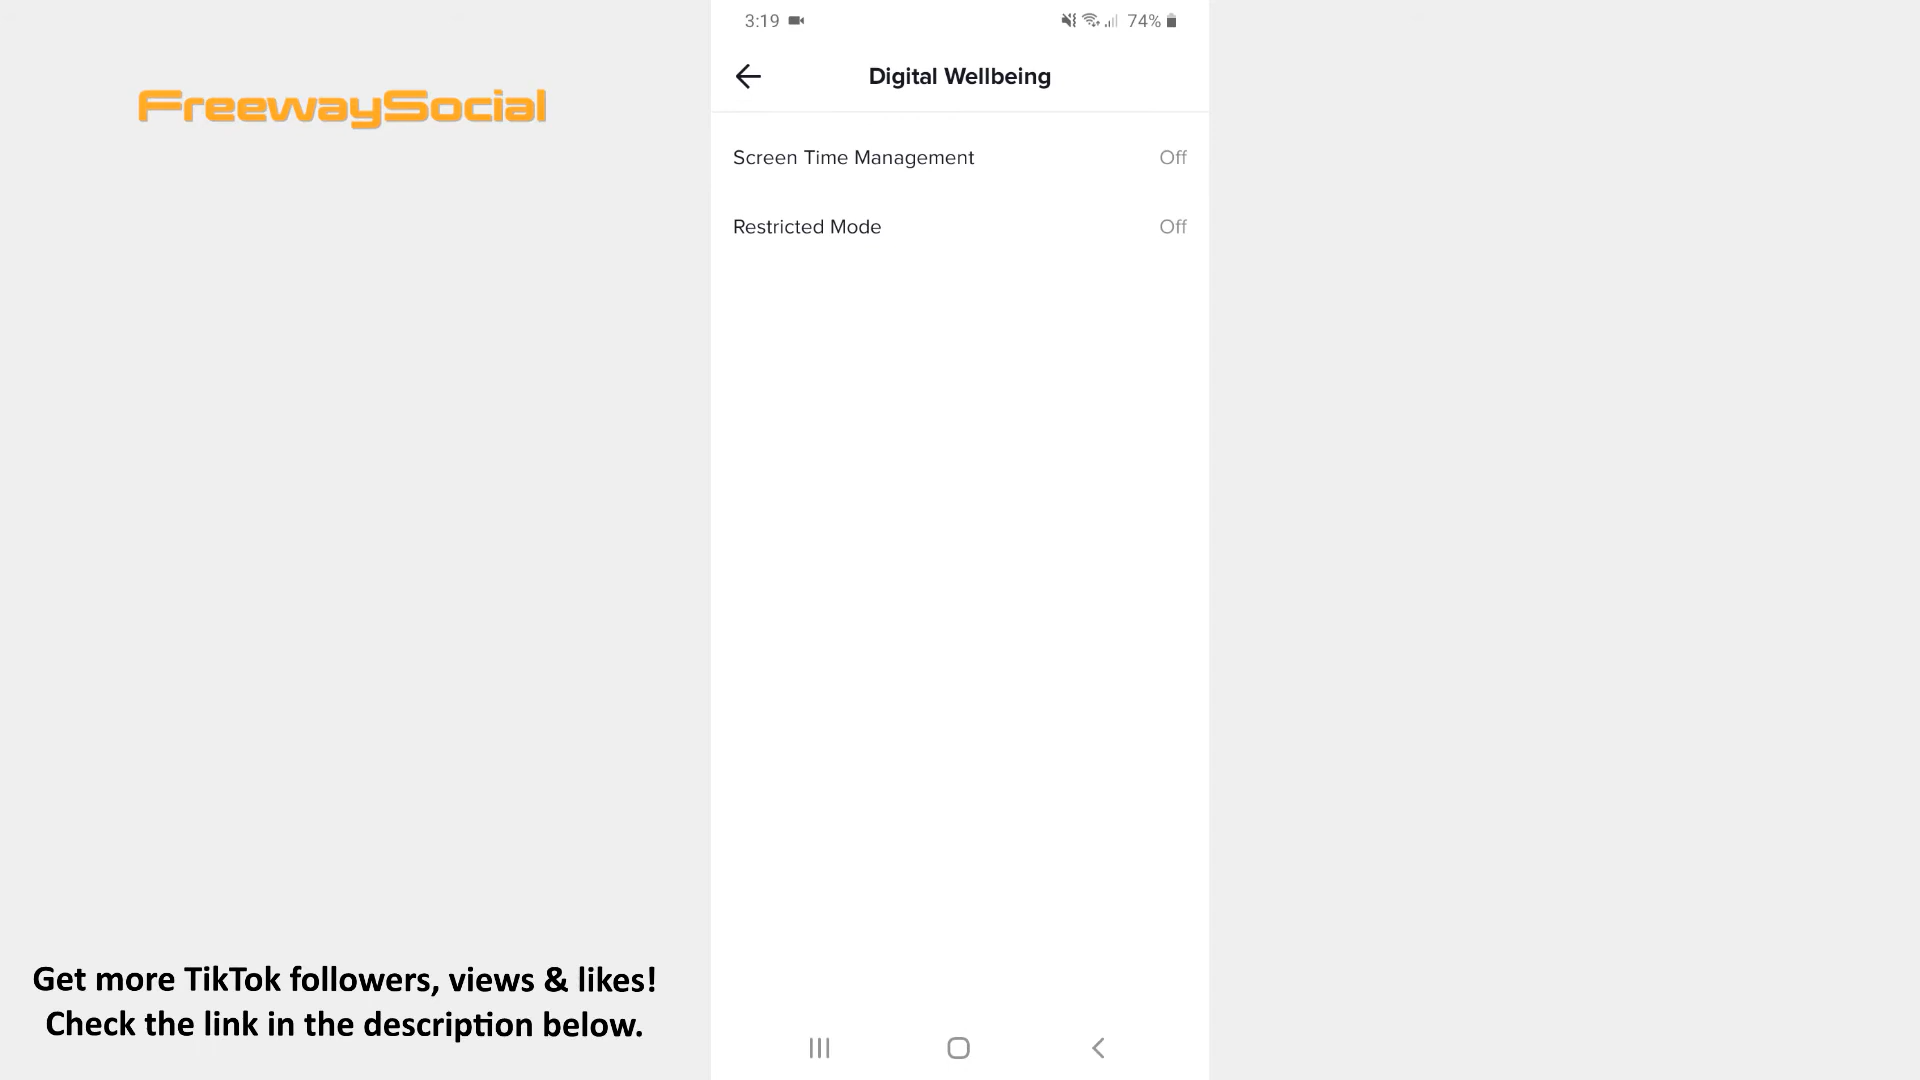 3:19
74%
Digital Wellbeing
FreewaySocial
Screen Time Management Off
Restricted Mode Off
Get more TikTok followers, views & likes!
Check the link in the description below.